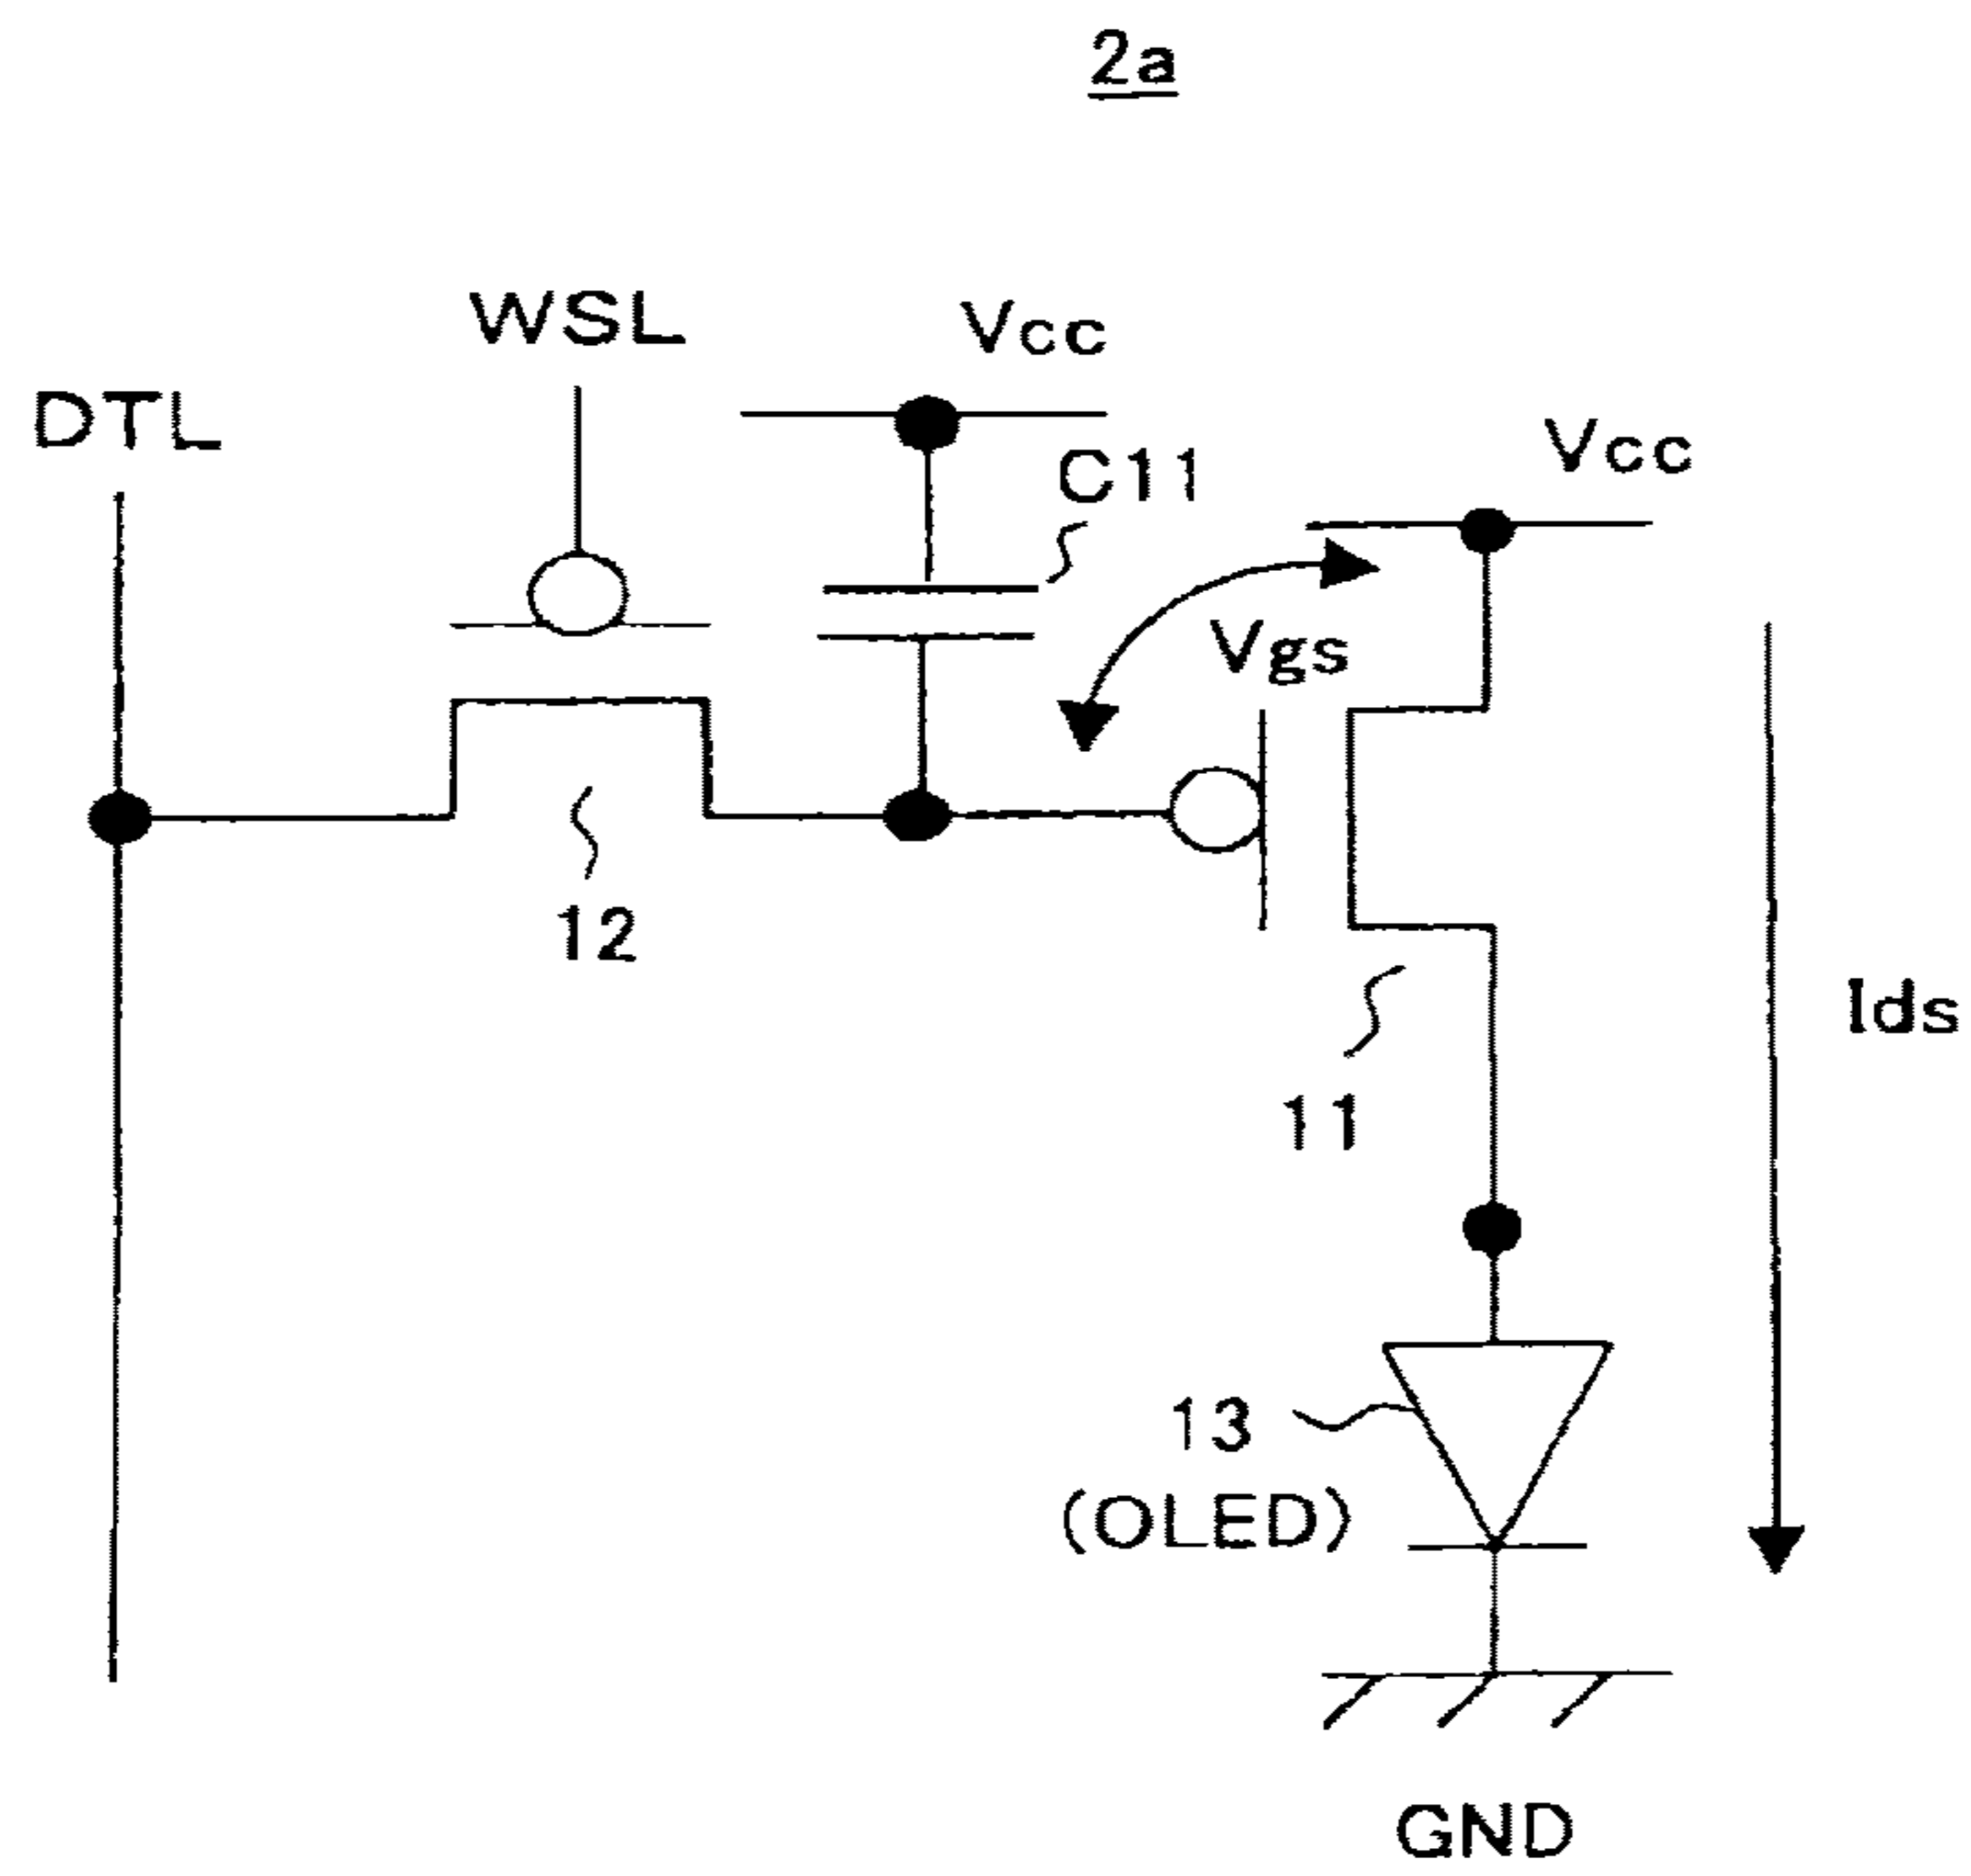 2a
WSL
Vcc
DTL
C11
Vcc
Vgs
12
Ids
11
13
(OLED)
GND